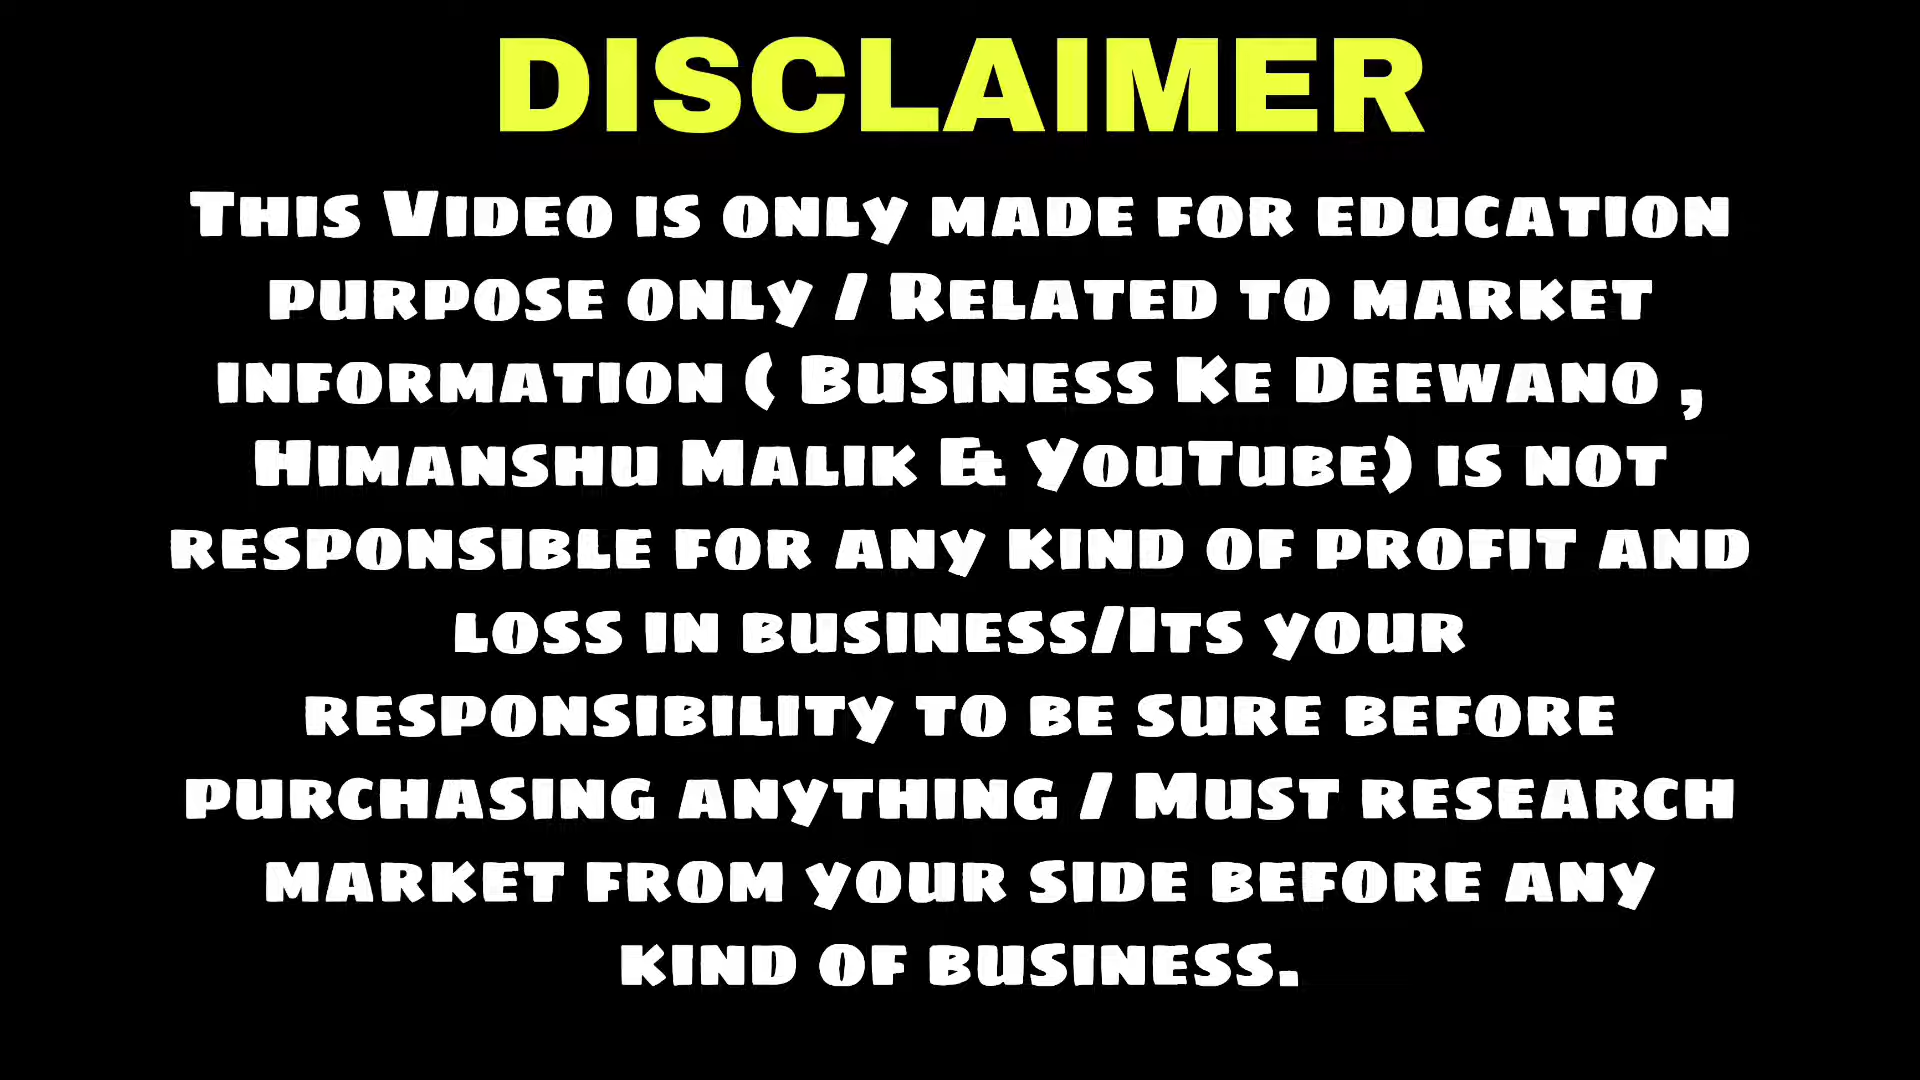 DISCLAIMER
This Video is only made for education
purpose only / Related to market
information ( Business Ke Deewano ,
Himanshu Malik & YouTube) is not
responsible for any kind of profit and
loss in business/Its your
responsibility to be sure before
purchasing anything / Must research
market from your side before any
kind of business.